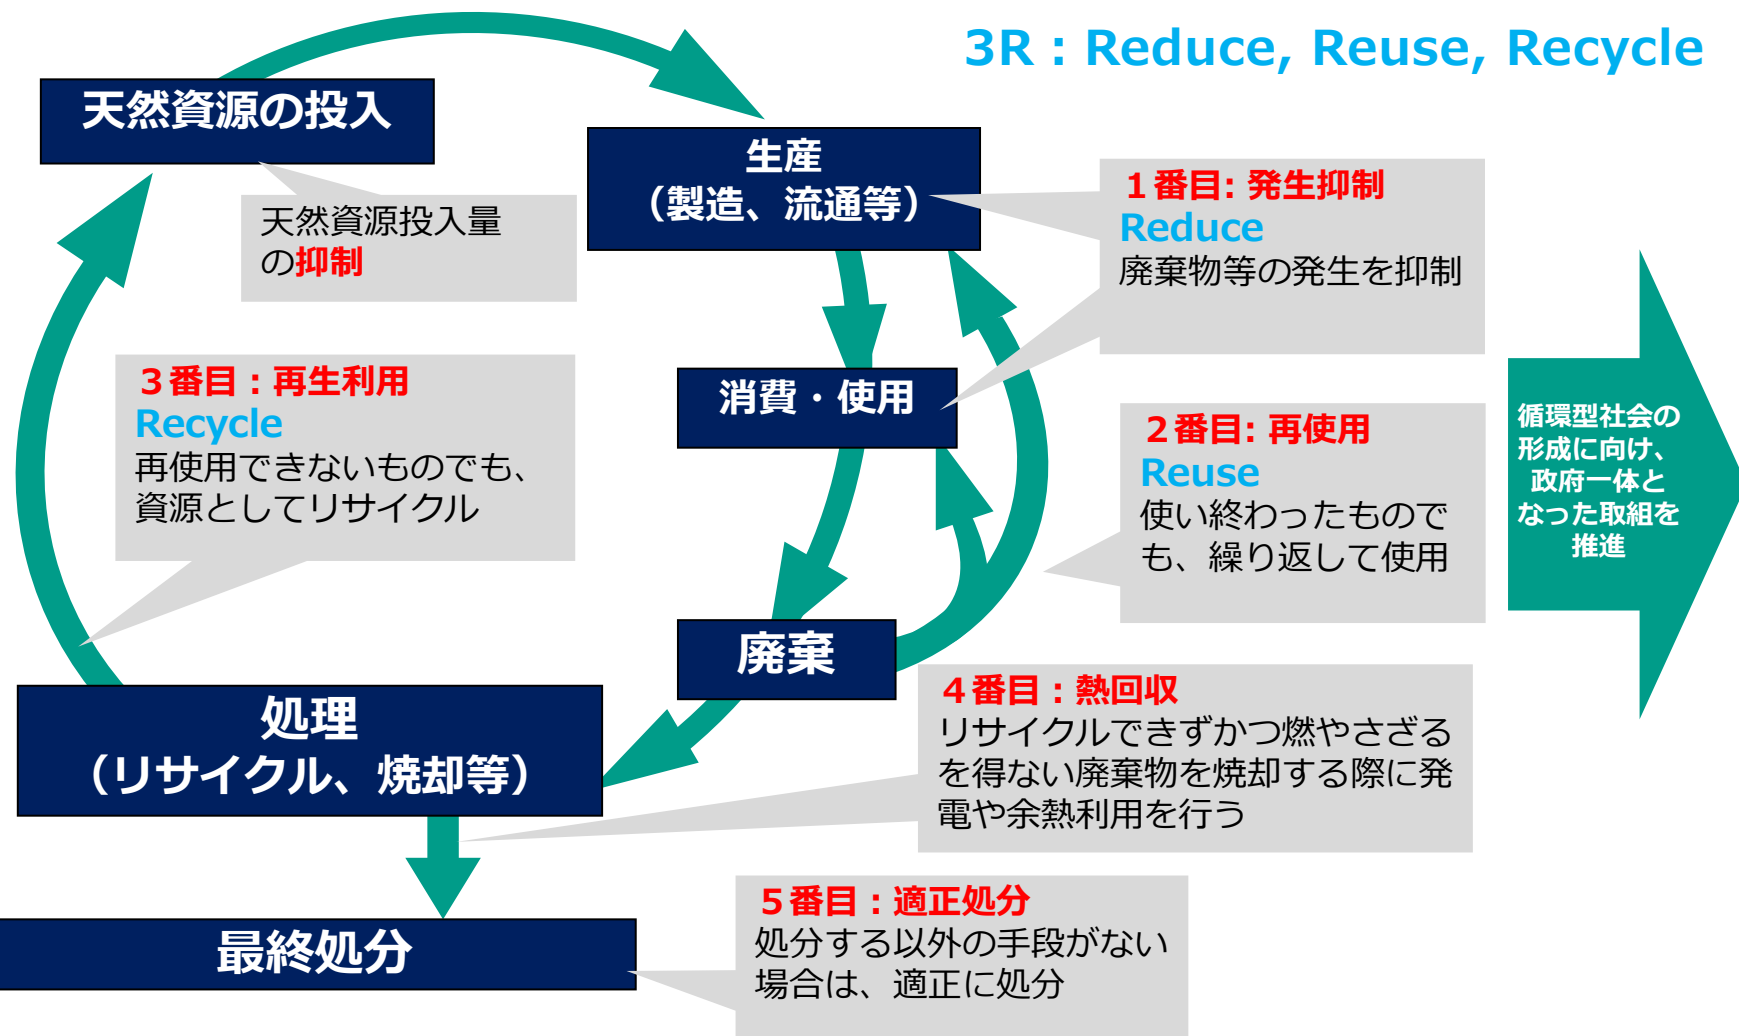 3R：Reduce, Reuse, Recycle
天然資源の投入
天然資源投入量
の抑制
生産
（製造、流通等）
１番目: 発生抑制
Reduce
廃棄物等の発生を抑制
３番目：再生利用
Recycle
再使用できないものでも、
資源としてリサイクル
消費・使用
２番目: 再使用
Reuse
使い終わったもので
も、繰り返して使用
循環型社会の
形成に向け、
政府一体と
なった取組を
推進
廃棄
処理
（リサイクル、焼却等）
４番目：熱回収
リサイクルできずかつ燃やさざる
を得ない廃棄物を焼却する際に発
電や余熱利用を行う
最終処分
５番目：適正処分
処分する以外の手段がない
場合は、適正に処分